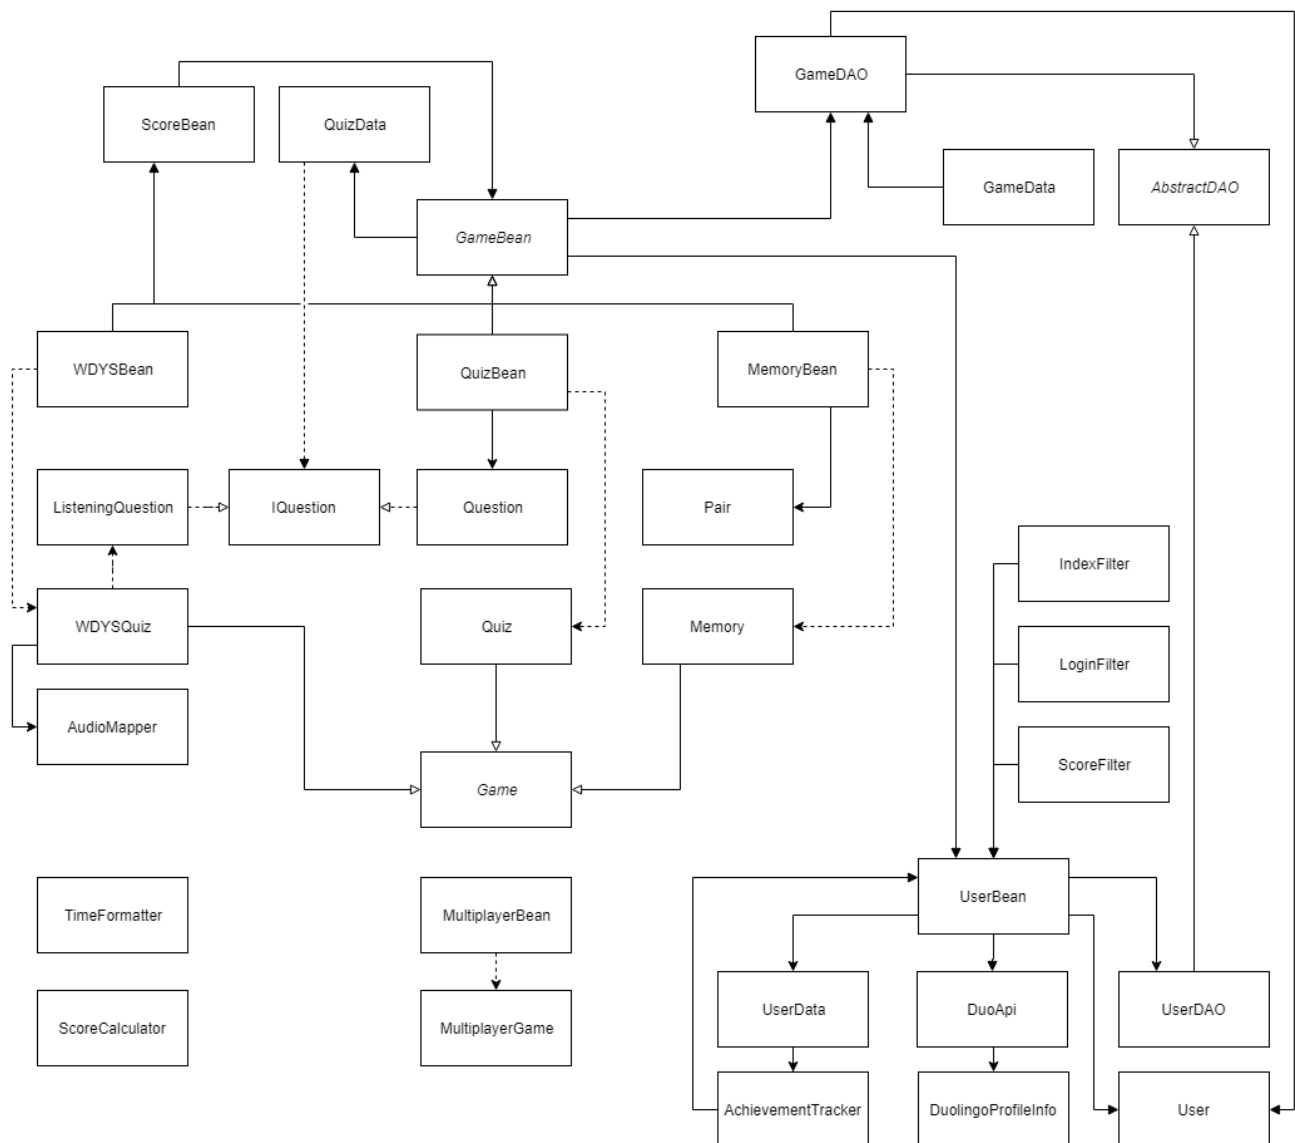 GameDAO
ScoreBean
QuizData
GameData
AbstractDAO
GameBean
WDYSBean
QuizBean
MemoryBean
ListeningQuestion
IQuestion
Question
Pair
IndexFilter
WDYSQuiz
Quiz
Memory
LoginFilter
AudioMapper
ScoreFilter
Game
UserBean
TimeFormatter
MultiplayerBean
UserData
DuoApi
UserDAO
ScoreCalculator
MultiplayerGame
AchievementTracker
DuolingoProfileInfo
User